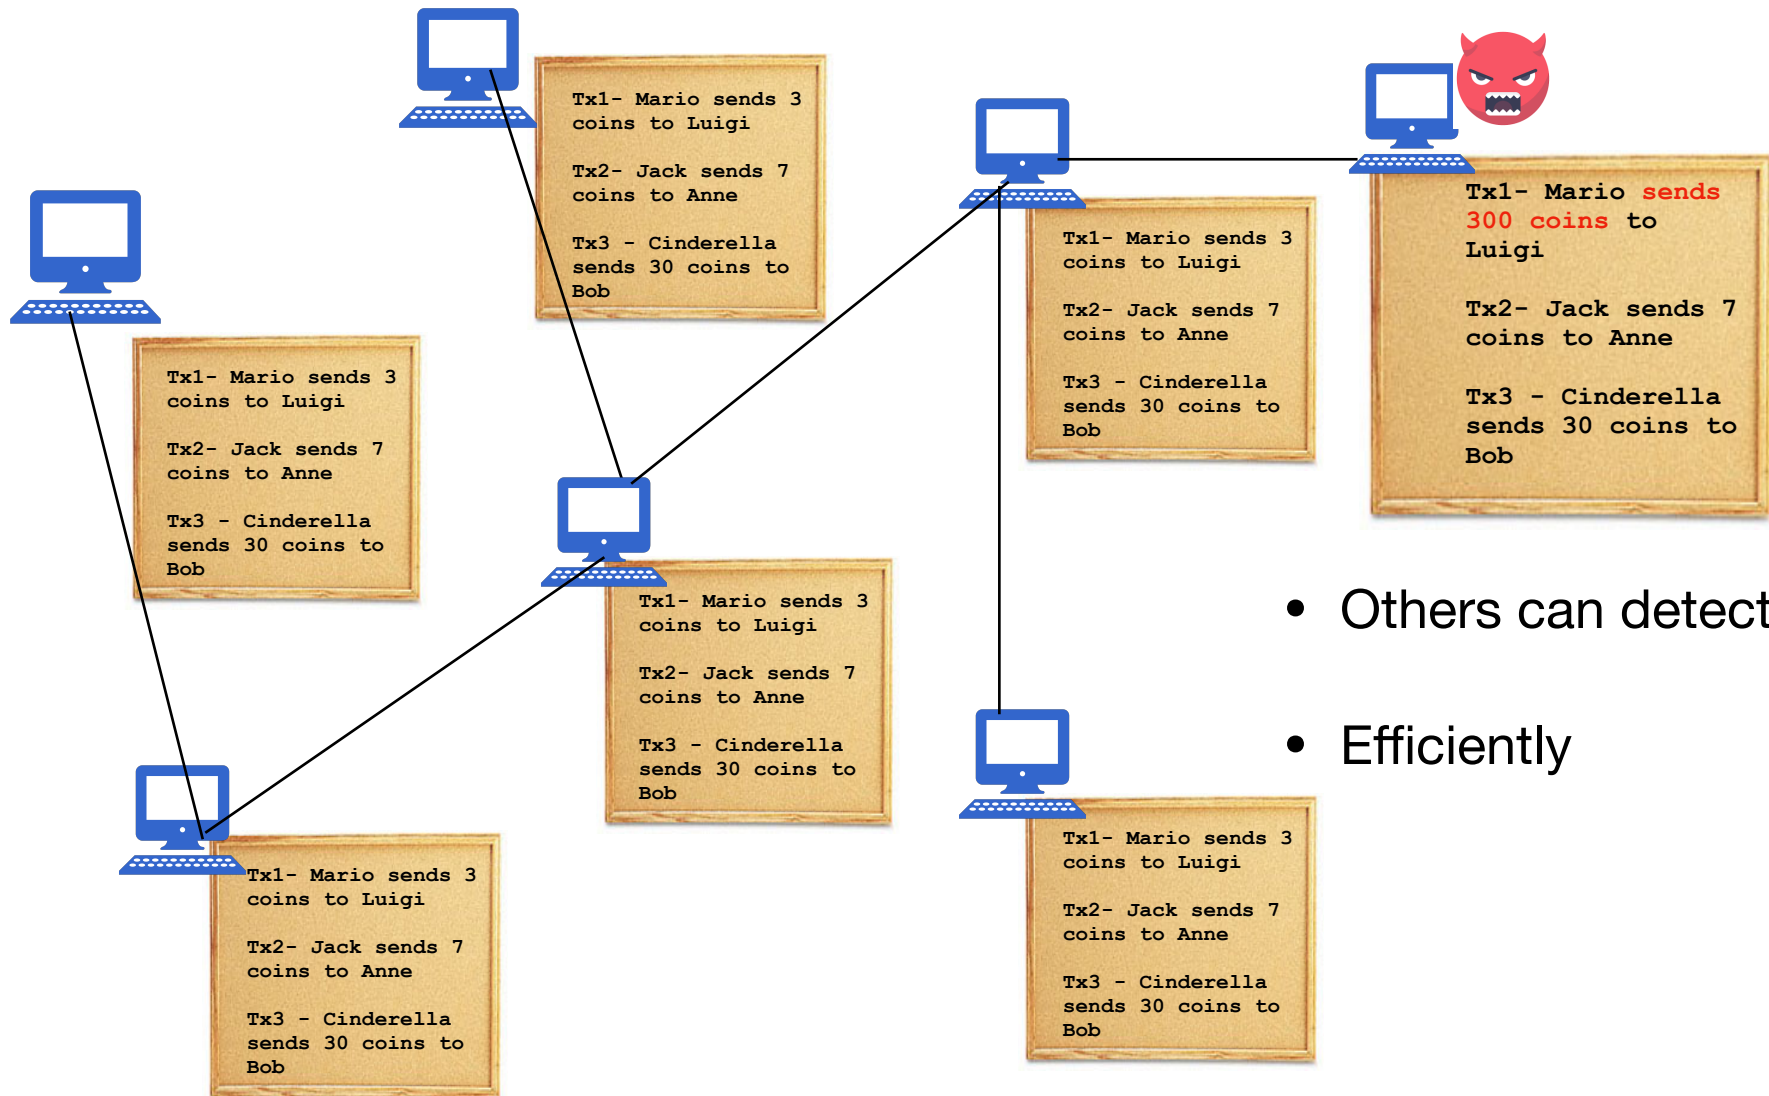 Tx1- Mario sends 3
coins to Luigi
Tx2- Jack sends 7
coins to Anne
Tx3 - Cinderella
sends 30 coins to
Bob
Tx1- Mario sends 3
coins to Luigi
Tx2- Jack sends 7
coins to Anne
Tx3 - Cinderella
sends 30 coins to
Bob
Tx1- Mario sends
300 coins to
Luigi
Tx2- Jack sends 7
coins to Anne
Tx3 - Cinderella
sends 30 coins to
Bob
Tx1- Mario sends 3
coins to Luigi
Tx2- Jack sends 7
coins to Anne
Tx3 - Cinderella
sends 30 coins to
Bob
Tx1- Mario sends 3
coins to Luigi
Tx2- Jack sends 7
coins to Anne
Tx3 - Cinderella
sends 30 coins to
Bob
• Others can detect
• Efficiently
Tx1- Mario sends 3
coins to Luigi
Tx2- Jack sends 7
coins to Anne
Tx3 - Cinderella
sends 30 coins to
Bob
Tx1- Mario sends 3
coins to Luigi
Tx2- Jack sends 7
coins to Anne
Tx3 - Cinderella
sends 30 coins to
Bob